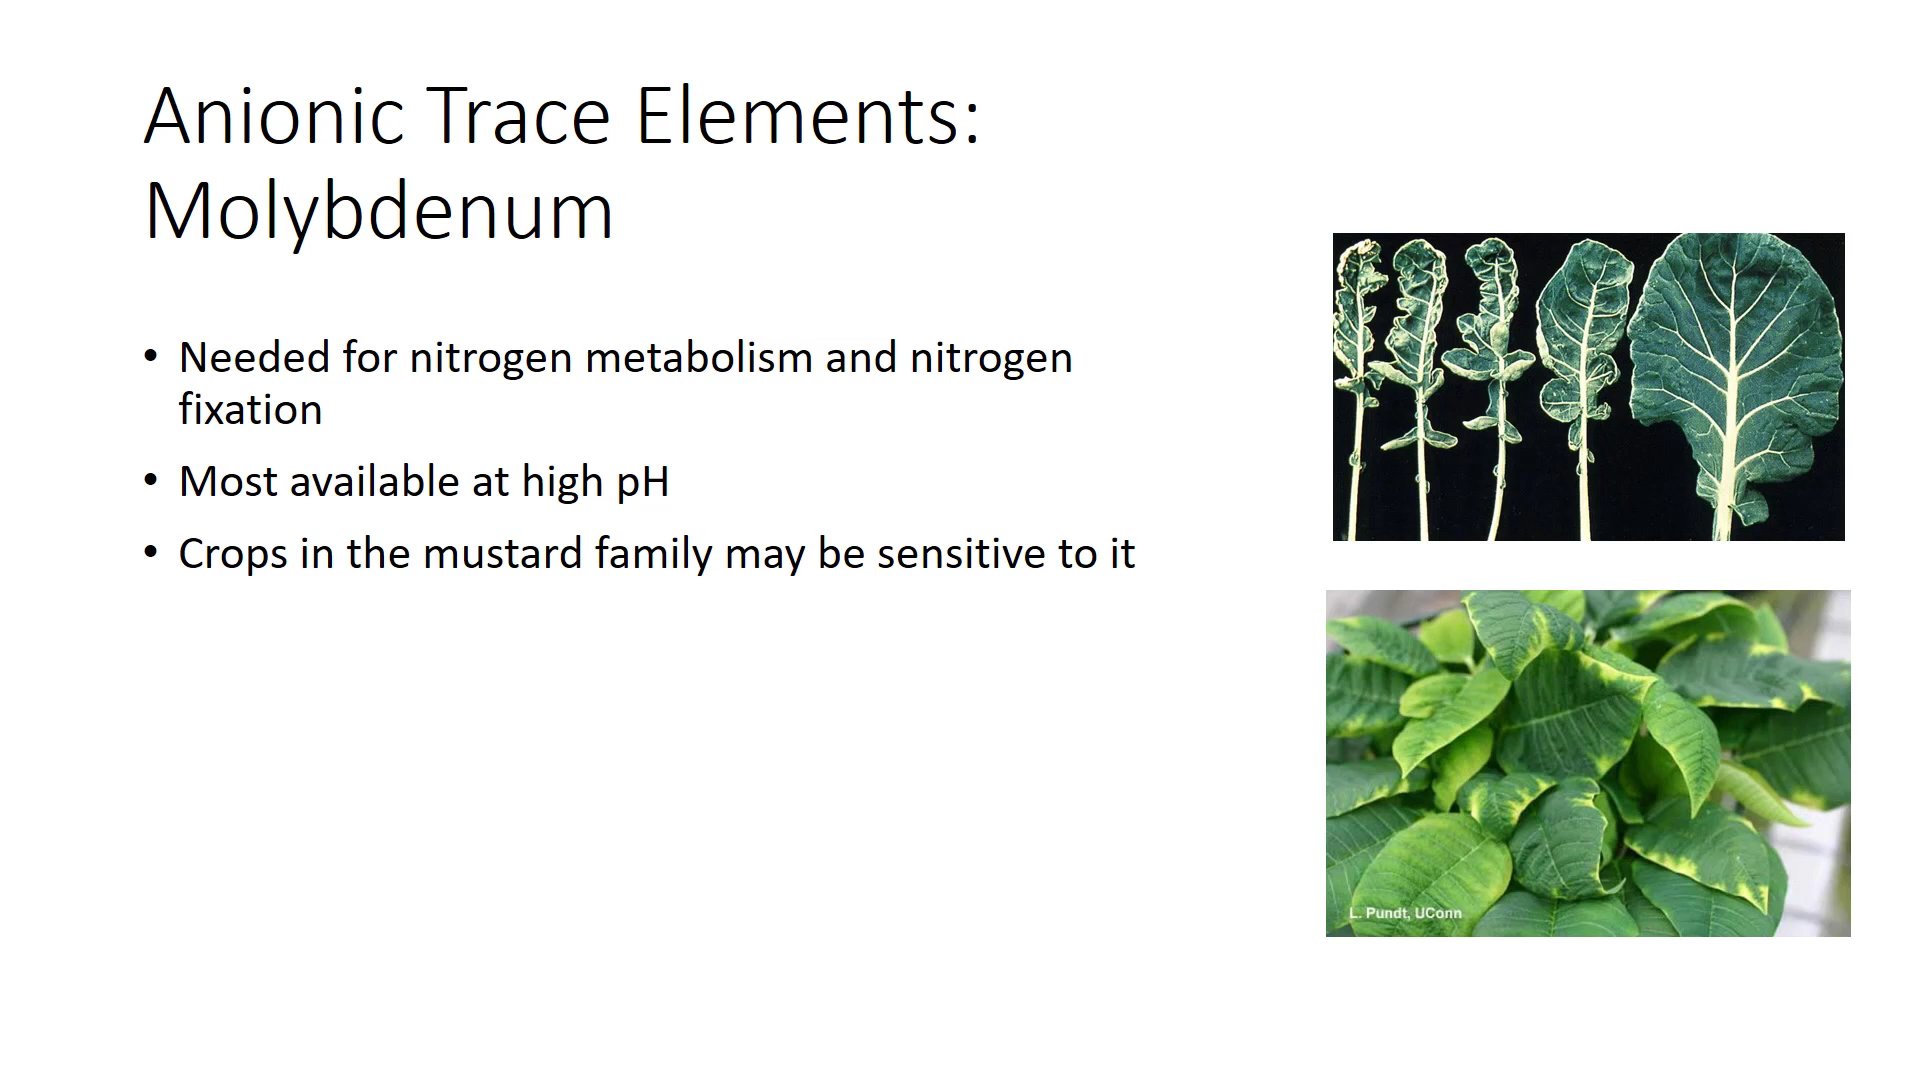 Anionic Trace Elements:
Molybdenum
• Needed for nitrogen metabolism and nitrogen
fixation
• Most available at high pH
• Crops in the mustard family may be sensitive to it
L. Pundt, UConn